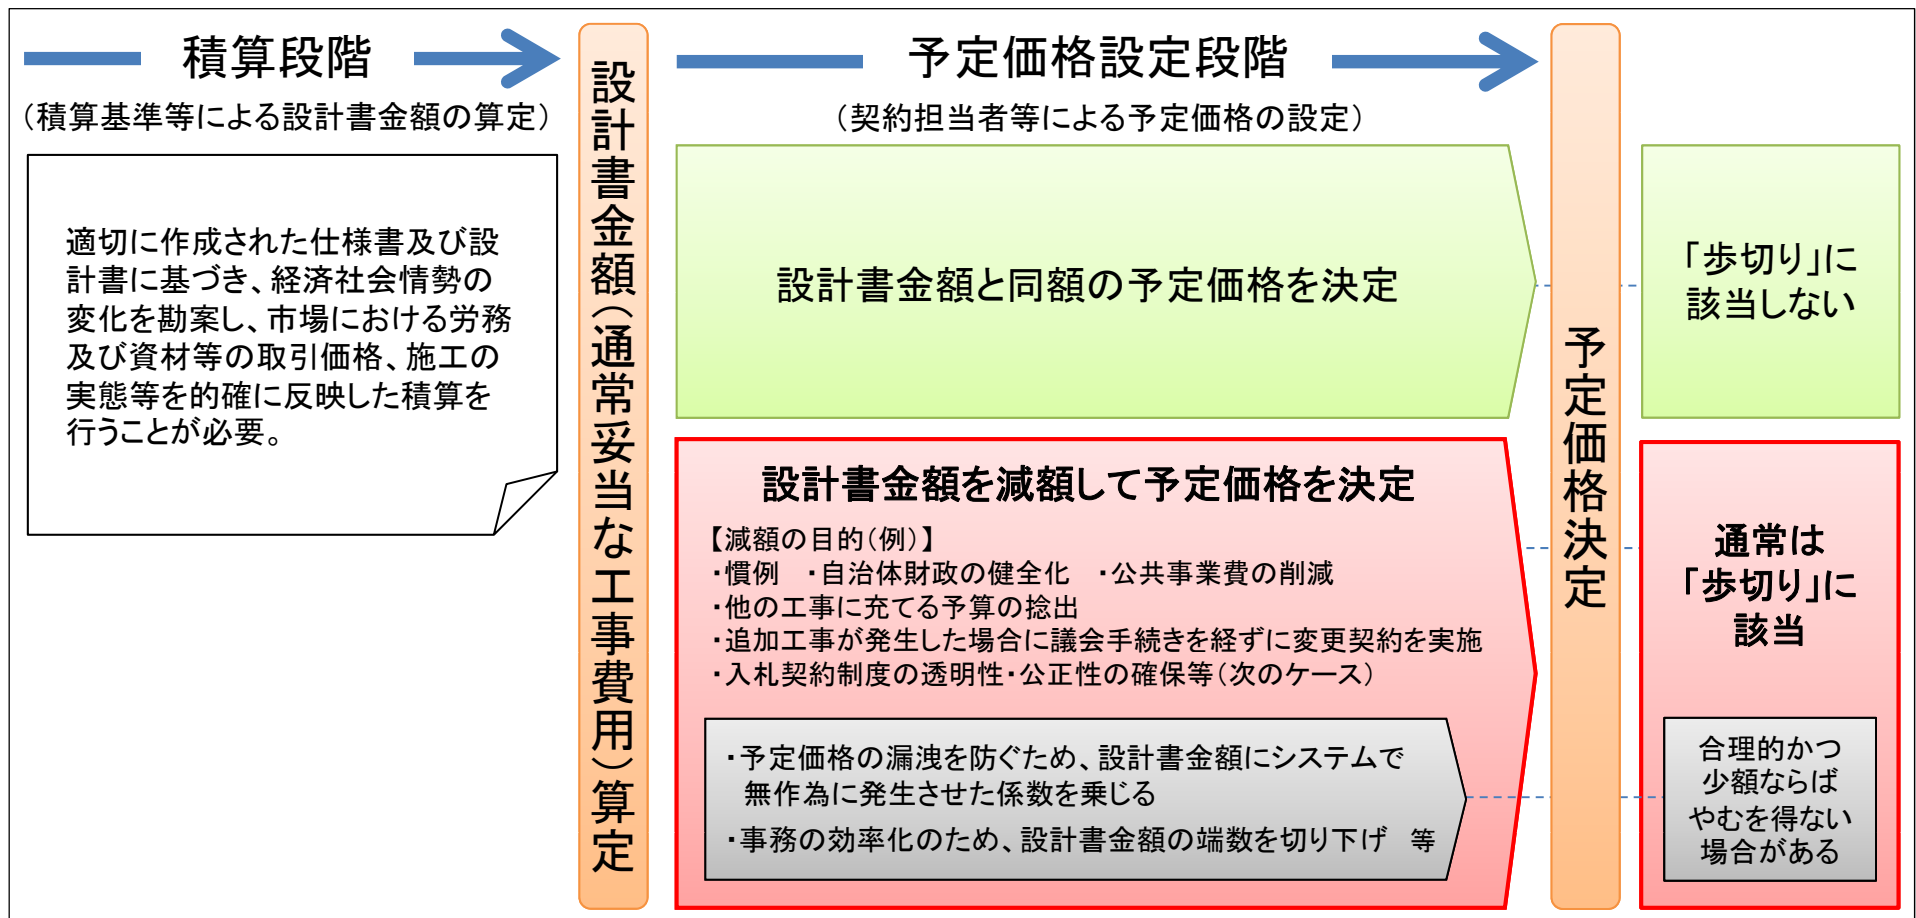 積算段階
(積算基準等による設計書金額の算定)
適切に作成された仕様書及び設
計書に基づき、経済社会情勢の
変化を勘案し、市場における労務
及び資材等の取引価格、施工の
実態等を的確に反映した積算を
行うことが必要。
設計書金額(通常妥当な工事費用)算定
予定価格設定段階
(契約担当者等による予定価格の設定)
設計書金額と同額の予定価格を決定
設計書金額を減額して予定価格を決定
【減額の目的(例)】
・慣例　・自治体財政の健全化　・公共事業費の削減
・他の工事に充てる予算の捻出
・追加工事が発生した場合に議会手続きを経ずに変更契約を実施
・入札契約制度の透明性・公正性の確保等(次のケース)
・予定価格の漏洩を防ぐため、設計書金額にシステムで
無作為に発生させた係数を乗じる
・事務の効率化のため、設計書金額の端数を切り下げ　等
予定価格決定
「歩切り」に
該当しない
通常は
「歩切り」に
該当
合理的かつ
少額ならば
やむを得ない
場合がある